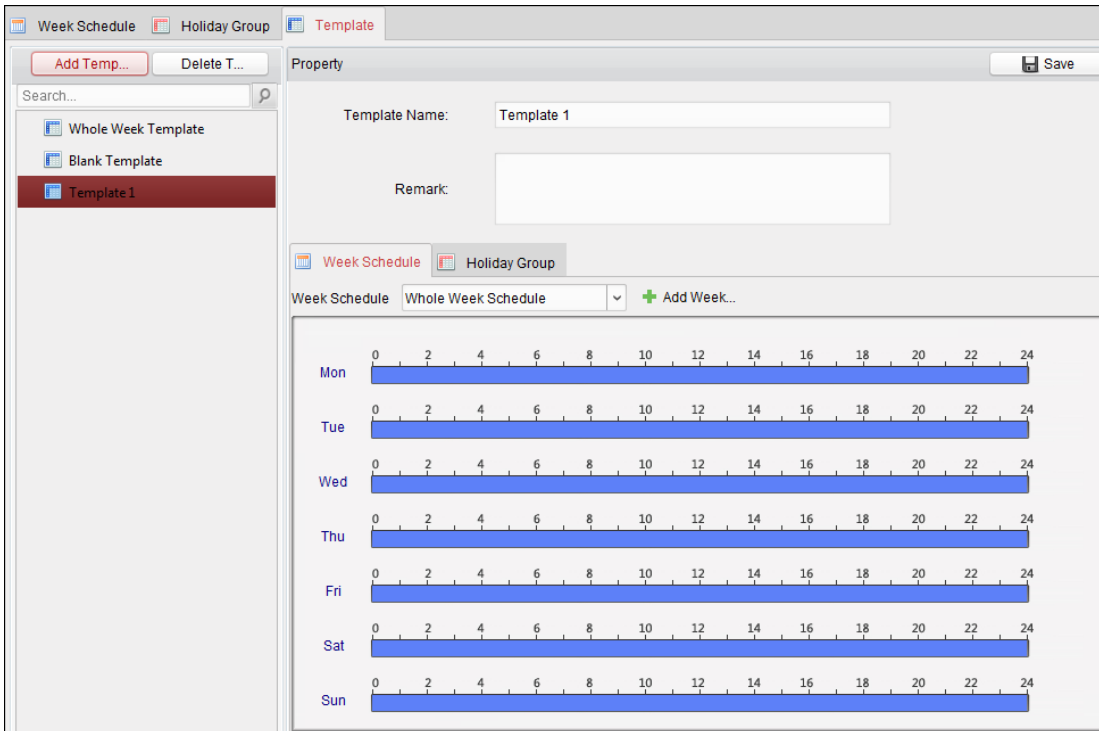 Week Schedule Holiday Group Template
Add Temp... Delete T...
Search...
Whole Week Template
Blank Template
Template 1
Property Save
Template Name: Template 1
Remark:
Week Schedule Holiday Group
Week Schedule Whole Week Schedule Add Week...
0 2 4 6 8 10 12 14 16 18 20 22 24
Mon
0 2 4 6 8 10 12 14 16 18 20 22 24
Tue
0 2 4 6 8 10 12 14 16 18 20 22 24
Wed
0 2 4 6 8 10 12 14 16 18 20 22 24
Thu
0 2 4 6 8 10 12 14 16 18 20 22 24
Fri
0 2 4 6 8 10 12 14 16 18 20 22 24
Sat
0 2 4 6 8 10 12 14 16 18 20 22 24
Sun